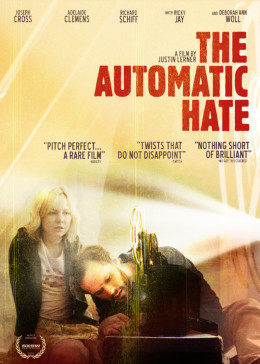 JOSEPH
CROSS
ADELAIDE
CLEMENS
RICHARD
SCHIFF
WITH RICKY
JAY
AND DEBORAH ANN
WOLL
A FILM BY
JUSTIN LERNER
THE
AUTOMATIC
HATE
"PITCH PERFECT...
A RARE FILM"
"TWISTS THAT
DO NOT DISAPPOINT"
"NOTHING SHORT
OF BRILLIANT"
SXSW